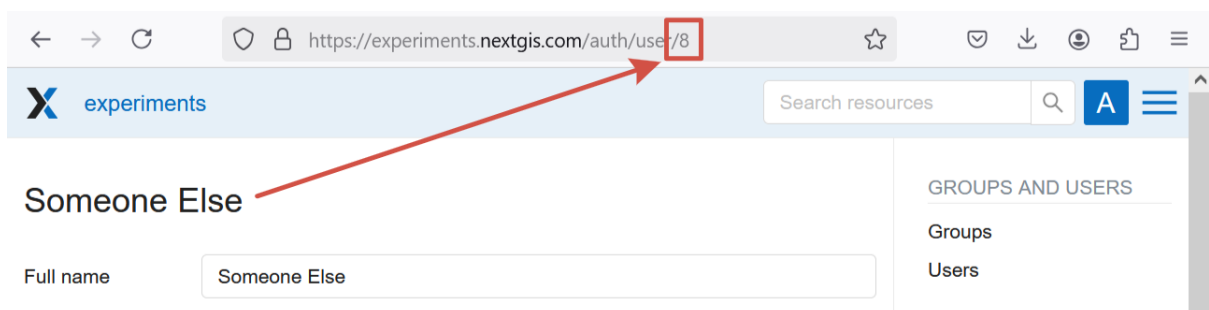 https://experiments.nextgis.com/auth/user/8
experiments
Search resources
A
Someone Else
GROUPS AND USERS
Groups
Users
Full name
Someone Else